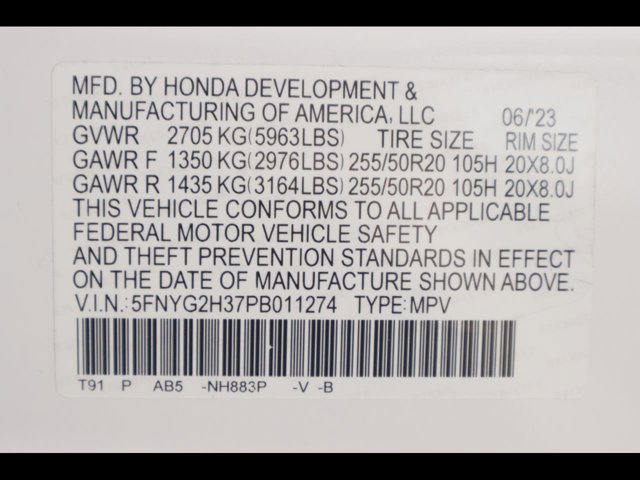 MFD. BY HONDA DEVELOPMENT &
MANUFACTURING OF AMERICA, LLC 06/23
GVWR 2705 KG(5963LBS) TIRE SIZE RIM SIZE
GAWR F 1350 KG(2976LBS) 255/50R20 105H 20X8.0J
GAWR R 1435 KG(3164LBS) 255/50R20 105H 20X8.0J
THIS VEHICLE CONFORMS TO ALL APPLICABLE
FEDERAL MOTOR VEHICLE SAFETY
AND THEFT PREVENTION STANDARDS IN EFFECT
ON THE DATE OF MANUFACTURE SHOWN ABOVE.
V.I.N.: 5FNYG2H37PB011274 TYPE: MPV
T91 P AB5 -NH883P -V -B